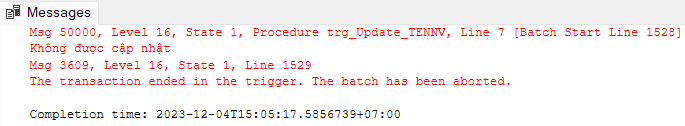 Messages
Msg 50000, Level 16, State 1, Procedure trg_Update_TENNV, Line 7 [Batch Start Line 1528]
Không được cập nhật
Msg 3609, Level 16, State 1, Line 1529
The transaction ended in the trigger. The batch has been aborted.
Completion time: 2023-12-04T15:05:17.5856739+07:00